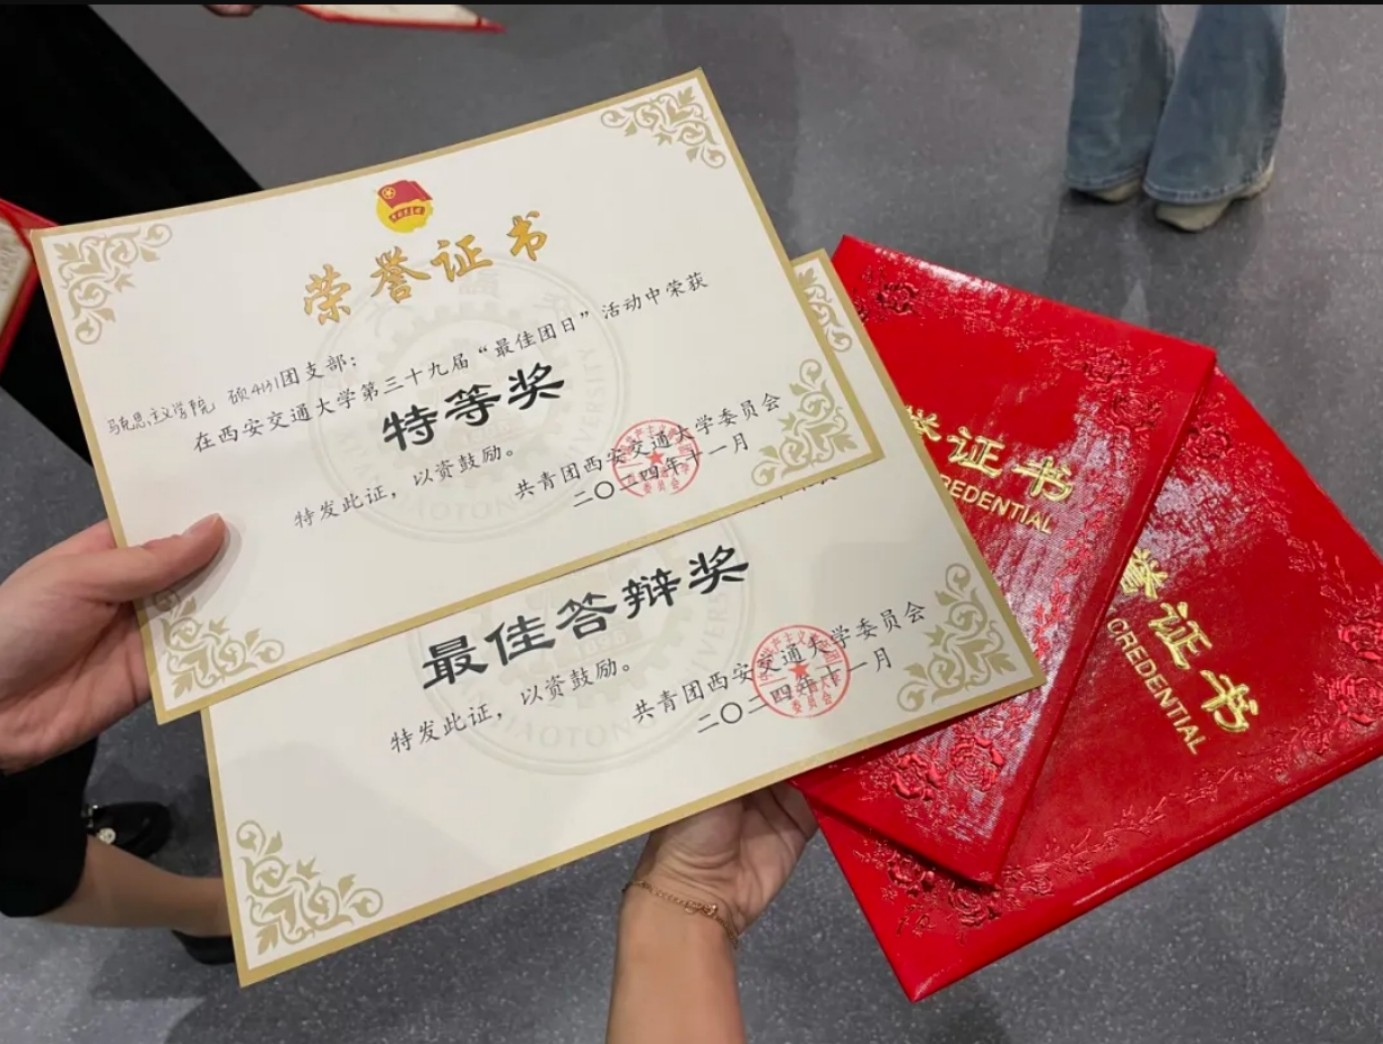 荣誉证书
马克思主义学院 硕4131团支部：
在西安交通大学第三十九届“最佳团日”活动中荣获
特等奖
特发此证，以资鼓励。
共青团西安交通大学委员会
二〇二四年十一月
最佳答辩奖
特发此证，以资鼓励。
共青团西安交通大学委员会
二〇二四年十一月
誉证书
REDENTIAL
誉证书
CREDENTIAL